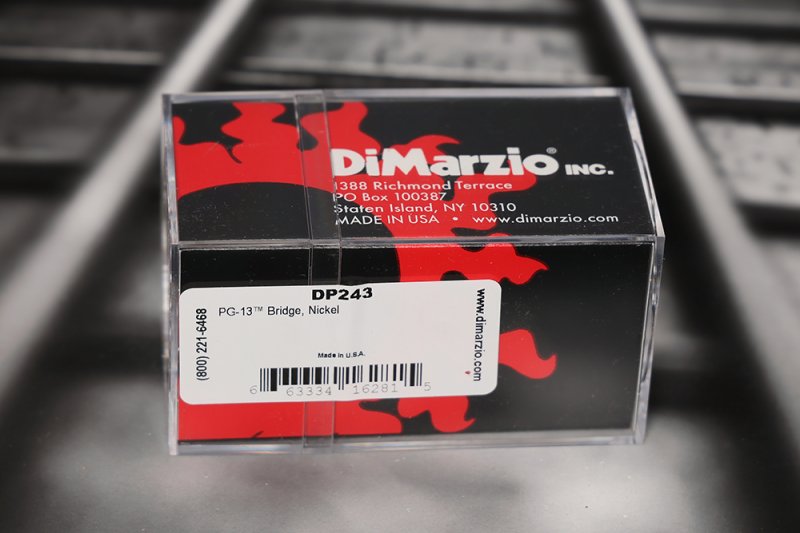 DiMarzio® INC.
1388 Richmond Terrace
PO Box 100387
Staten Island, NY 10310
MADE IN USA • www.dimarzio.com
DP243
PG-13™ Bridge, Nickel
(800) 221-6468
www.dimarzio.com
Made in U.S.A.
6 63334 16281 5